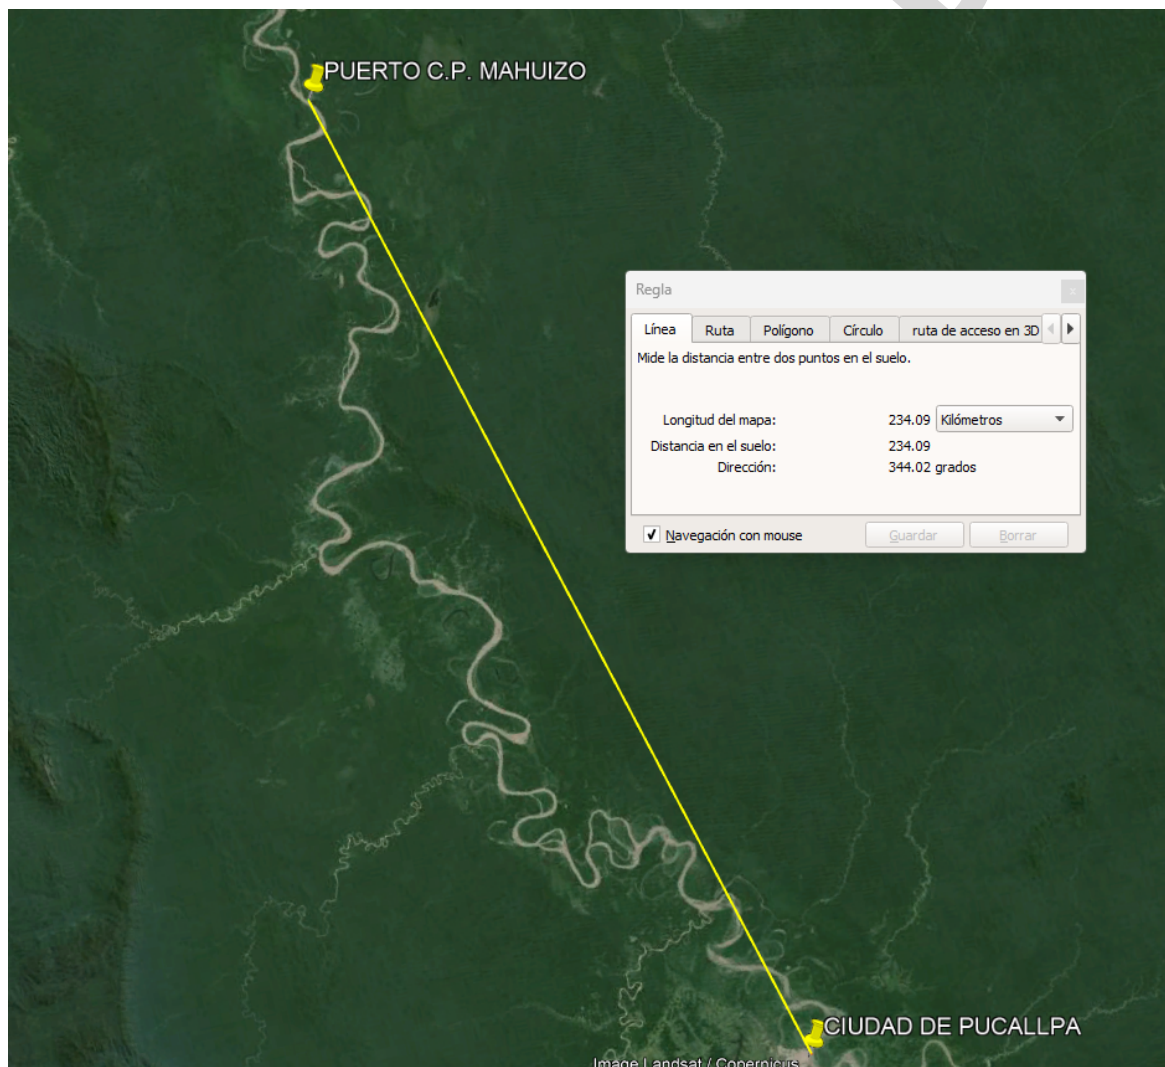 PUERTO C.P. MAHUIZO
Regla
Línea Ruta Polígono Círculo ruta de acceso en 3D
Mide la distancia entre dos puntos en el suelo.
Longitud del mapa: 234.09 Kilómetros
Distancia en el suelo: 234.09
Dirección: 344.02 grados
Navegación con mouse Guardar Borrar
CIUDAD DE PUCALLPA
Image Landsat / Copernicus